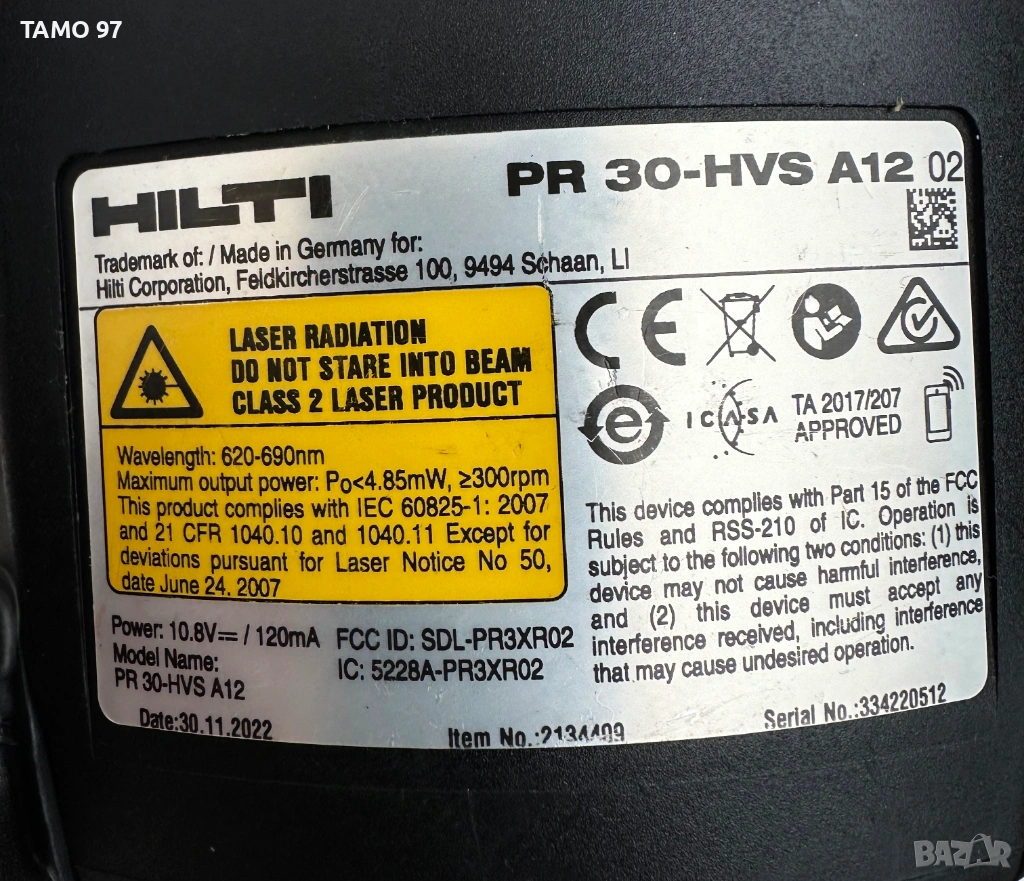 TAMO 97
HILTI
PR 30-HVS A12 02
Trademark of: / Made in Germany for:
Hilti Corporation, Feldkircherstrasse 100, 9494 Schaan, LI
LASER RADIATION
DO NOT STARE INTO BEAM
CLASS 2 LASER PRODUCT
Wavelength: 620-690nm
Maximum output power: Po<4.85mW, ≥300rpm
This product complies with IEC 60825-1: 2007
and 21 CFR 1040.10 and 1040.11 Except for
deviations pursuant for Laser Notice No 50,
date June 24. 2007
CE
e
ICASA
TA 2017/207
APPROVED
This device complies with Part 15 of the FCC
Rules and RSS-210 of IC. Operation is
subject to the following two conditions: (1) this
device may not cause harmful interference,
and (2) this device must accept any
interference received, including interference
that may cause undesired operation.
Power: 10.8V⎓ / 120mA
Model Name:
PR 30-HVS A12
FCC ID: SDL-PR3XR02
IC: 5228A-PR3XR02
Date:30.11.2022
Item No.:2134409
Serial No.:334220512
BAZAR